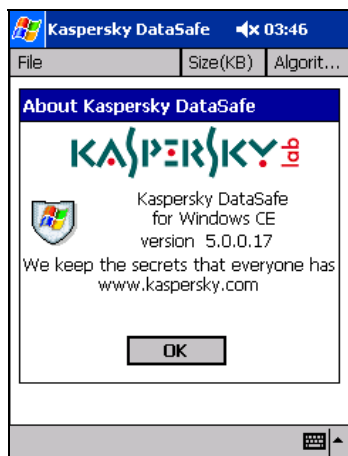 Kaspersky DataSafe 03:46
File Size(KB) Algorit...
About Kaspersky DataSafe
KASPERSKY lab
Kaspersky DataSafe
for Windows CE
version 5.0.0.17
We keep the secrets that everyone has
www.kaspersky.com
OK